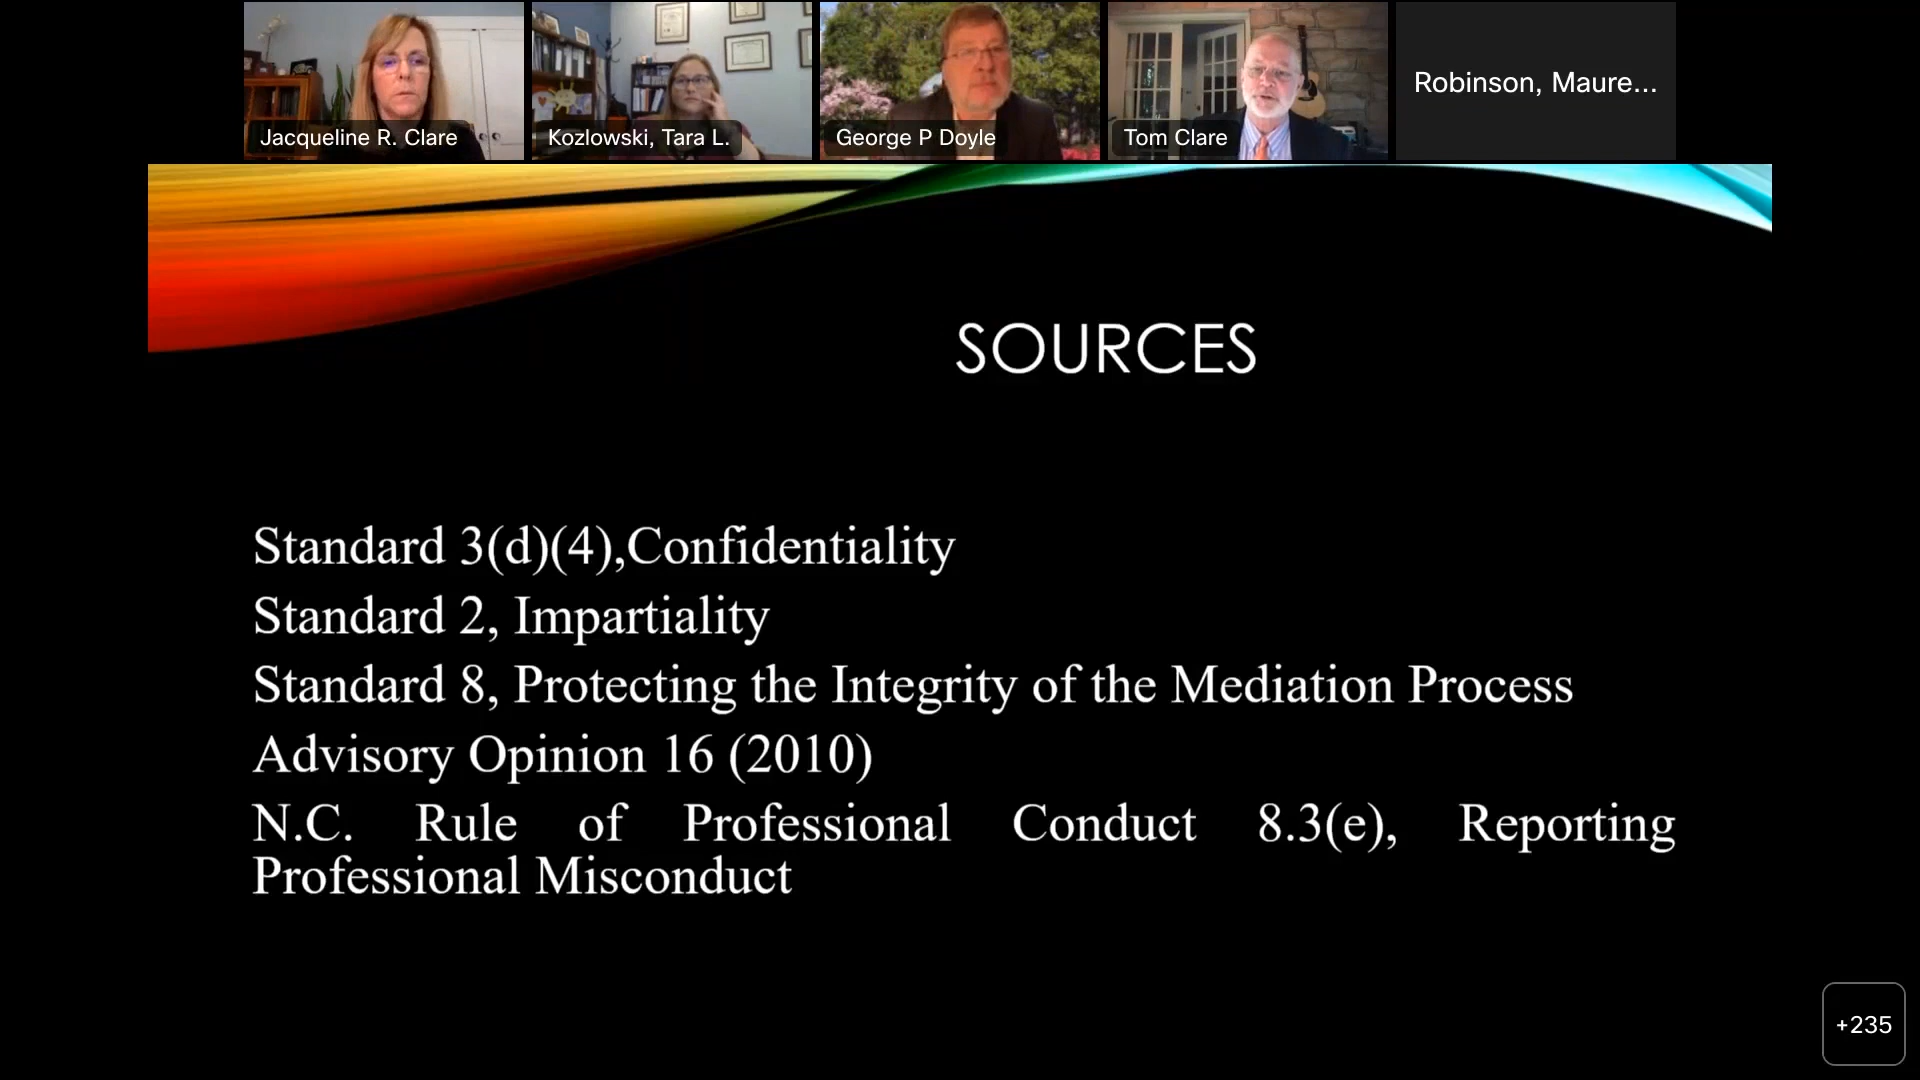 Jacqueline R. Clare
Kozlowski, Tara L.
George P Doyle
Tom Clare
Robinson, Maure...
SOURCES
Standard 3(d)(4),Confidentiality
Standard 2, Impartiality
Standard 8, Protecting the Integrity of the Mediation Process
Advisory Opinion 16 (2010)
N.C. Rule of Professional Conduct 8.3(e), Reporting
Professional Misconduct
+235